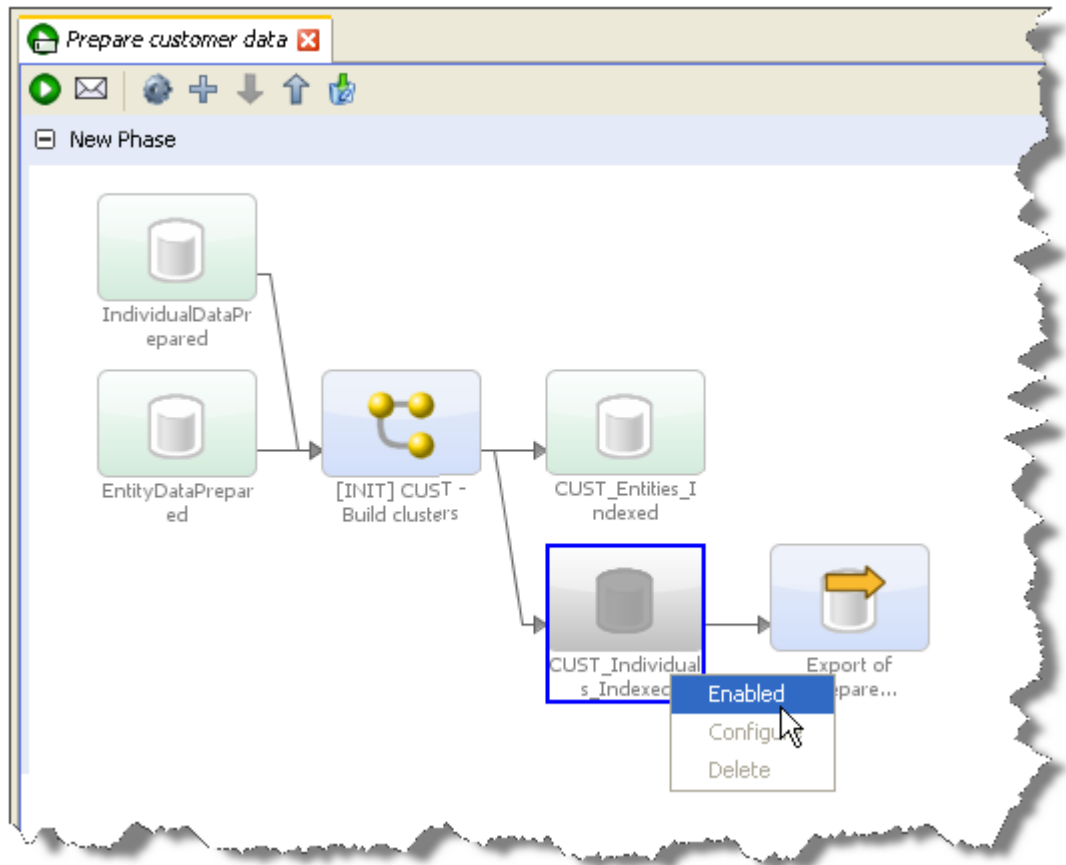 Prepare customer data
New Phase
IndividualDataPr
epared
EntityDataPrepar
ed
[INIT] CUST -
Build clusters
CUST_Entities_I
ndexed
CUST_Individual
s_Indexed
Export of
epare...
Enabled
Configu
Delete